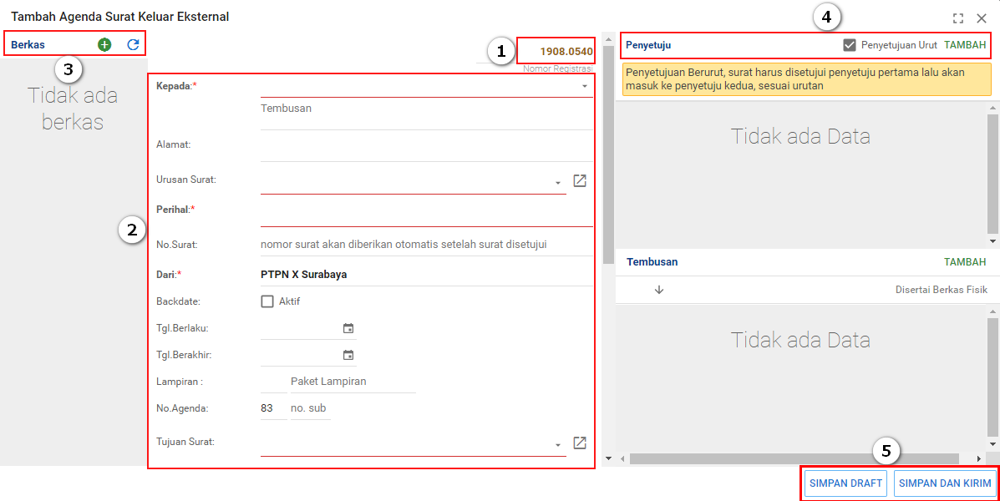 Tambah Agenda Surat Keluar Eksternal
4
Berkas
3
Tidak ada
berkas
1
1908.0540
Nomor Registrasi
2
Kepada:*
Tembusan
Alamat:
Urusan Surat:
Perihal:*
No.Surat: nomor surat akan diberikan otomatis setelah surat disetujui
Dari:* PTPN X Surabaya
Backdate: Aktif
Tgl.Berlaku:
Tgl.Berakhir:
Lampiran : Paket Lampiran
No.Agenda: 83 no. sub
Tujuan Surat:
Penyetuju Penyetujuan Urut TAMBAH
Penyetujuan Berurut, surat harus disetujui penyetuju pertama lalu akan
masuk ke penyetuju kedua, sesuai urutan
Tidak ada Data
Tembusan TAMBAH
Disertai Berkas Fisik
Tidak ada Data
5
SIMPAN DRAFT SIMPAN DAN KIRIM